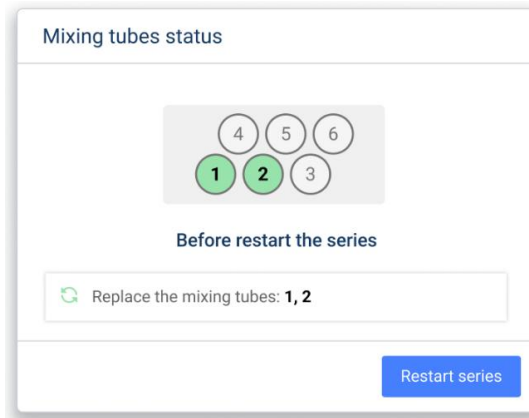 Mixing tubes status
4 5 6
1 2 3
Before restart the series
Replace the mixing tubes: 1, 2
Restart series